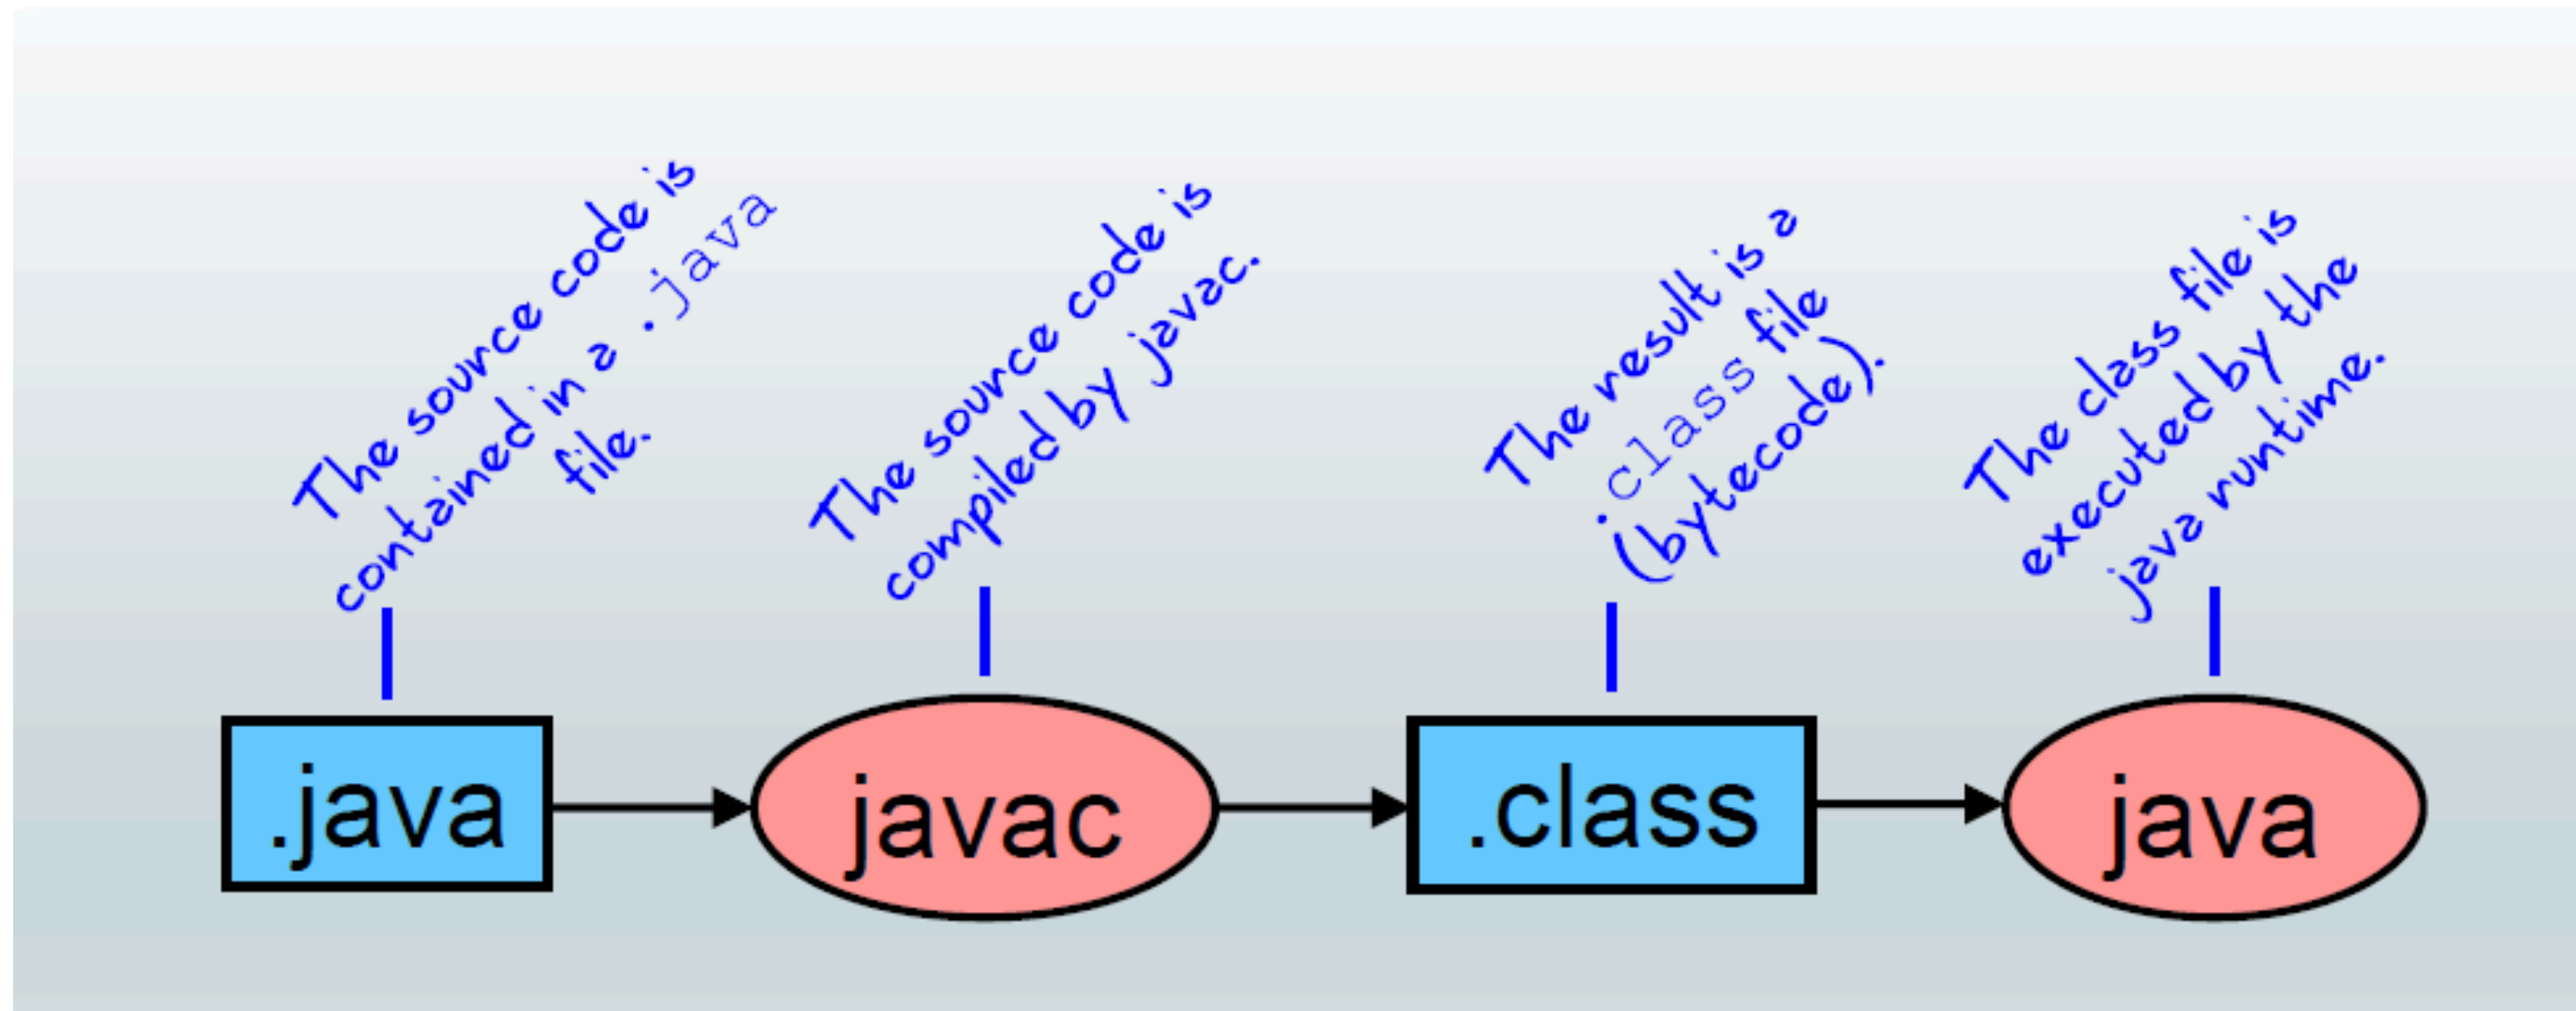 The source code is
contained in a .java
file.
The source code is
compiled by javac.
The result is a
.class file
(bytecode).
The class file is
executed by the
java runtime.
.java
javac
.class
java